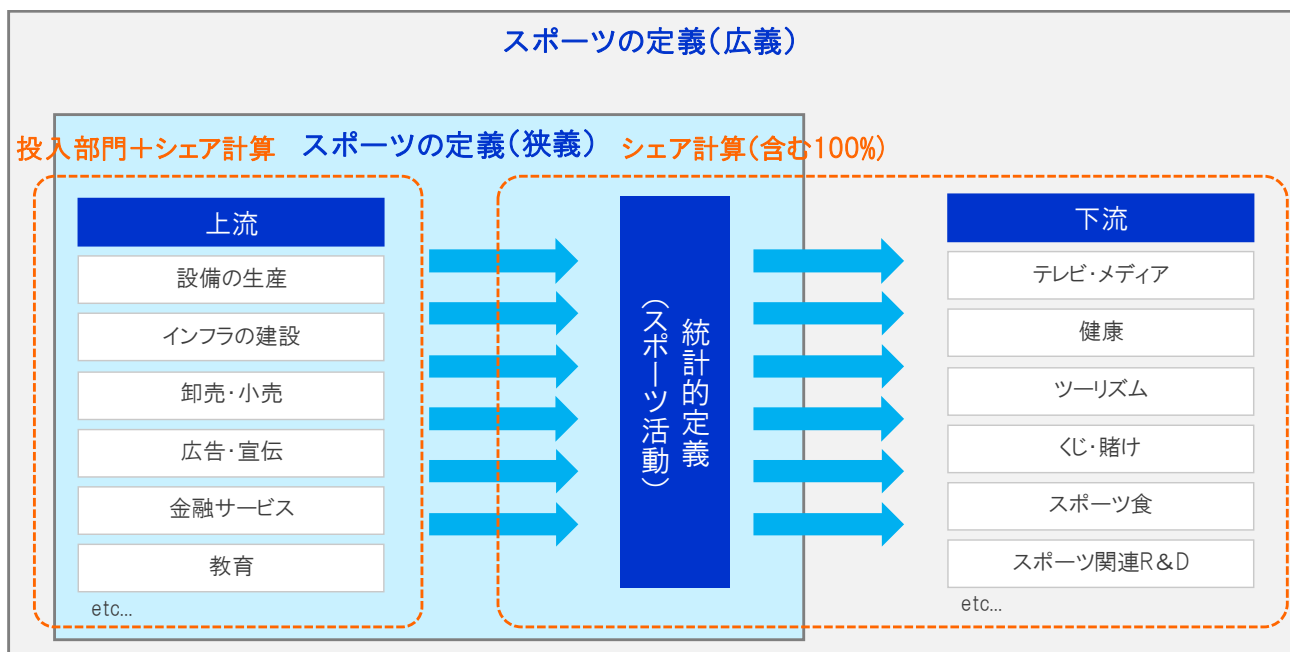 スポーツの定義(広義)
投入部門＋シェア計算
スポーツの定義(狭義)
シェア計算(含む100%)
上流
設備の生産
インフラの建設
卸売・小売
広告・宣伝
金融サービス
教育
etc...
統計的定義
(スポーツ活動)
下流
テレビ・メディア
健康
ツーリズム
くじ・賭け
スポーツ食
スポーツ関連R＆D
etc...